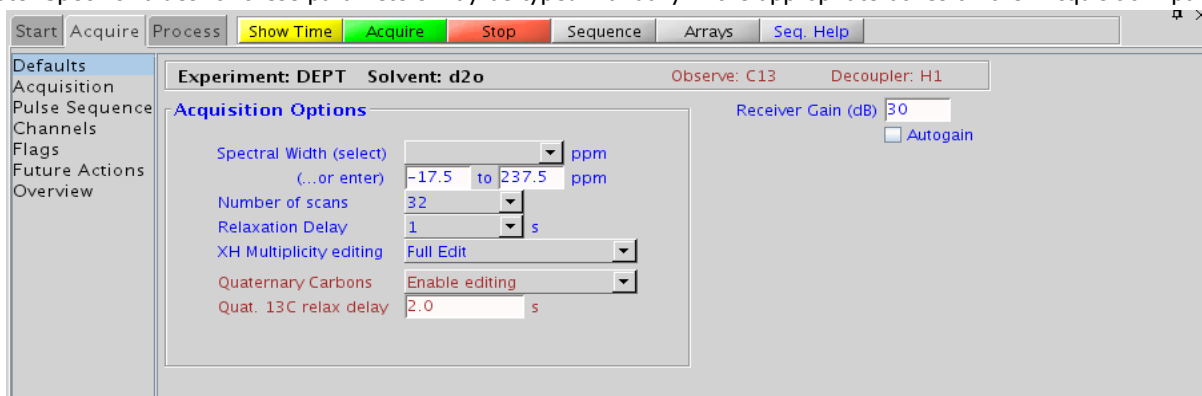 Start Acquire Process Show Time Acquire Stop Sequence Arrays Seq. Help
Defaults
Acquisition
Pulse Sequence
Channels
Flags
Future Actions
Overview
Experiment: DEPT Solvent: d2o Observe: C13 Decoupler: H1
Acquisition Options
Receiver Gain (dB) 30
Autogain
Spectral Width (select) ppm
(...or enter) -17.5 to 237.5 ppm
Number of scans 32
Relaxation Delay 1 s
XH Multiplicity editing Full Edit
Quaternary Carbons Enable editing
Quat. 13C relax delay 2.0 s